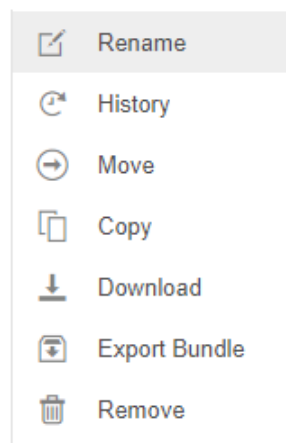 Rename
History
Move
Copy
Download
Export Bundle
Remove